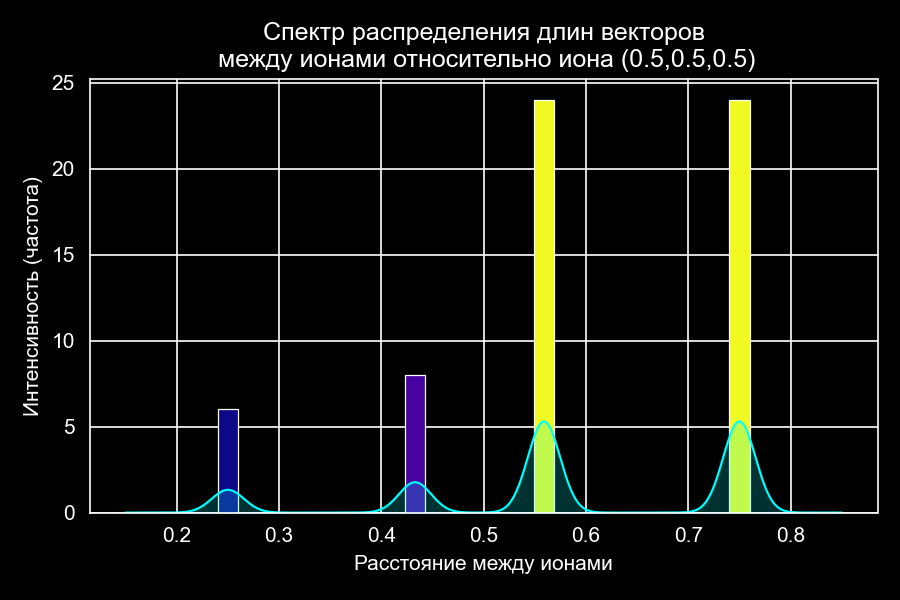 Спектр распределения длин векторов
между ионами относительно иона (0.5,0.5,0.5)
Интенсивность (частота)
25
20
15
10
5
0
0.2 0.3 0.4 0.5 0.6 0.7 0.8
Расстояние между ионами